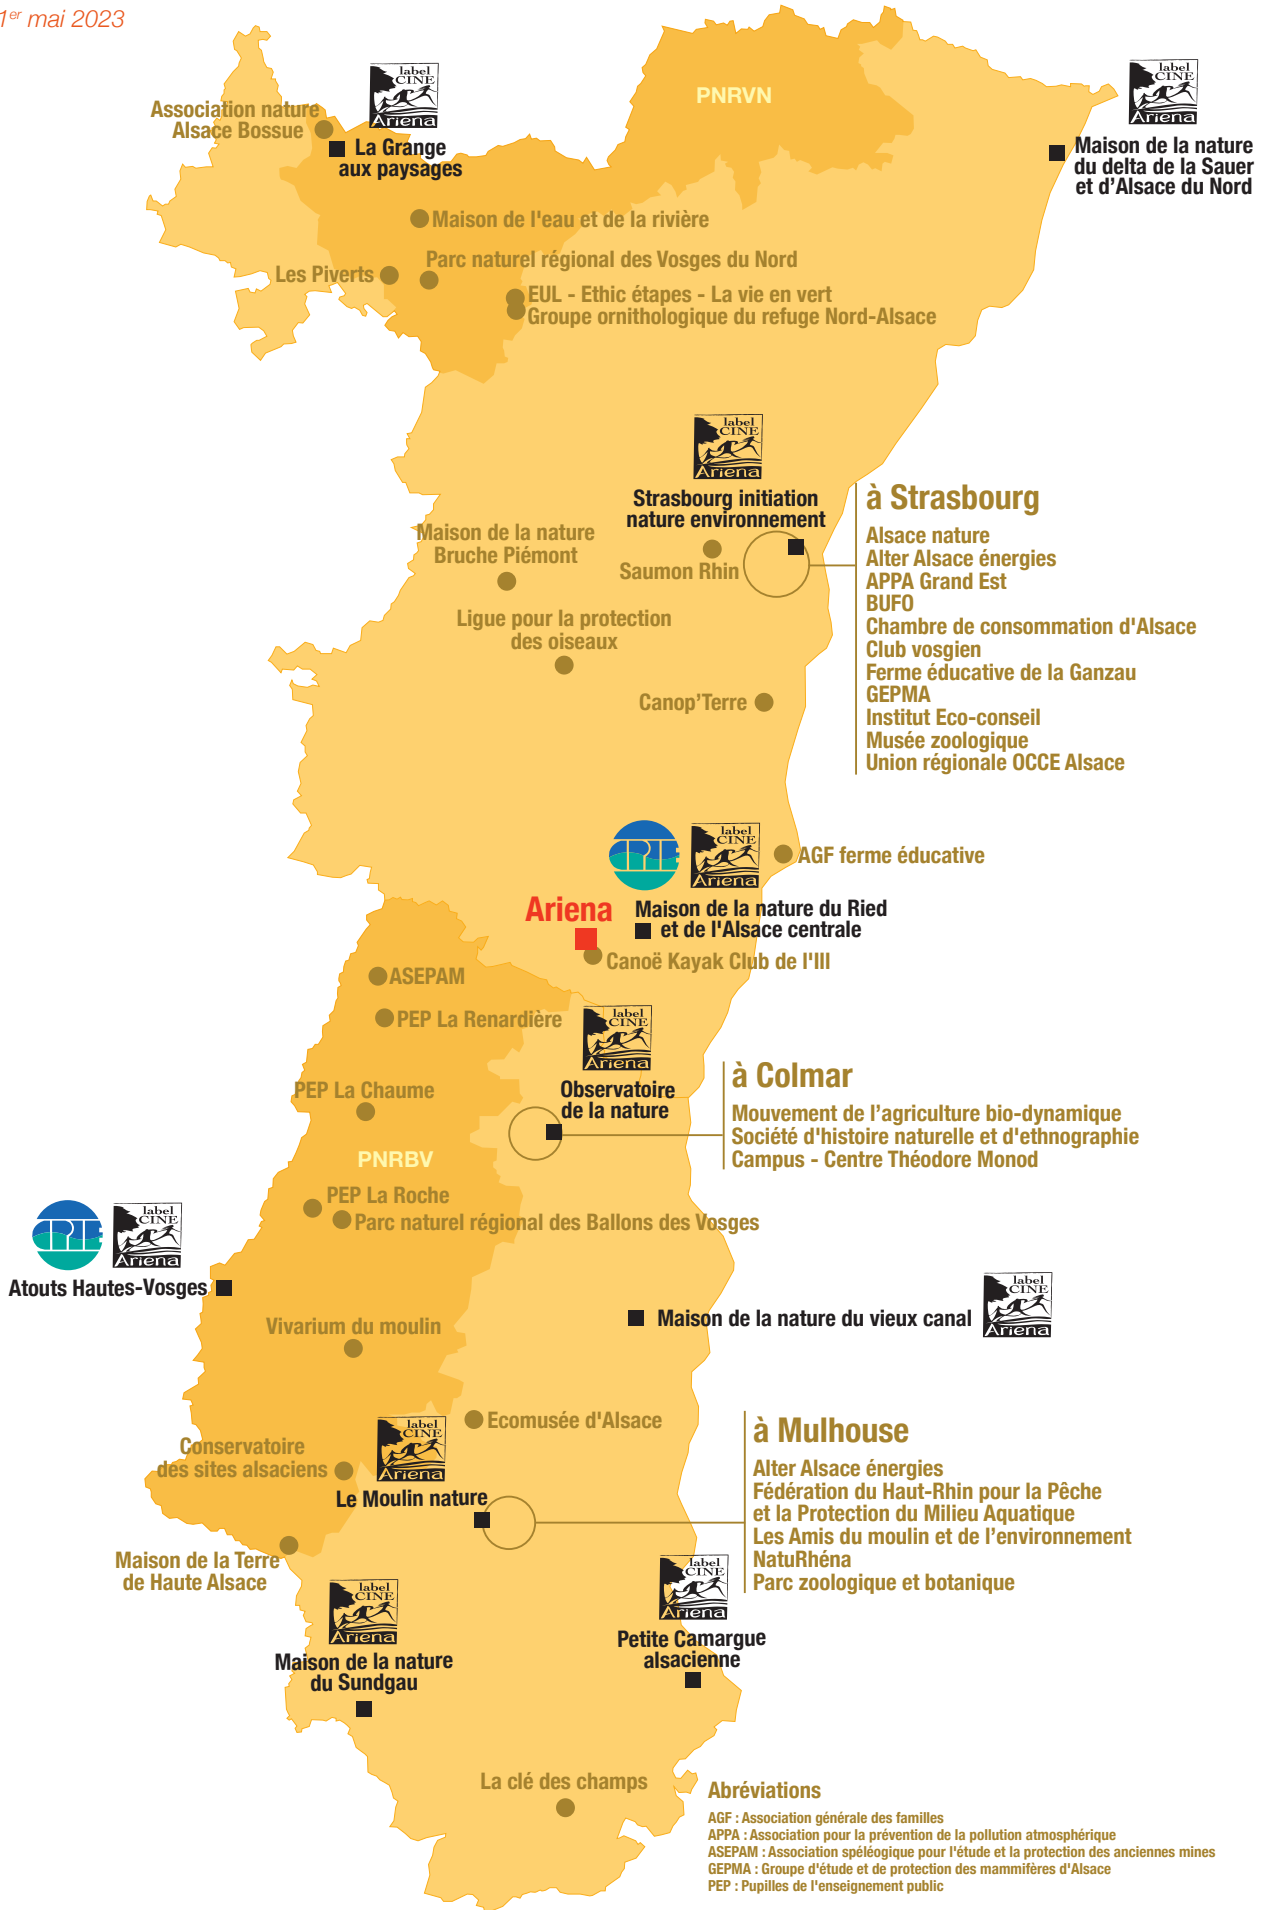 1er mai 2023
label
CINE
Ariena
Association nature
Alsace Bossue
La Grange
aux paysages
PNRVN
label
CINE
Ariena
Maison de la nature
du delta de la Sauer
et d'Alsace du Nord
Maison de l'eau et de la rivière
Parc naturel régional des Vosges du Nord
Les Piverts
EUL - Ethic étapes - La vie en vert
Groupe ornithologique du refuge Nord-Alsace
label
CINE
Ariena
Strasbourg initiation
nature environnement
Maison de la nature
Bruche Piémont
Saumon Rhin
Ligue pour la protection
des oiseaux
Canop'Terre
à Strasbourg
Alsace nature
Alter Alsace énergies
APPA Grand Est
BUFO
Chambre de consommation d'Alsace
Club vosgien
Ferme éducative de la Ganzau
GEPMA
Institut Eco-conseil
Musée zoologique
Union régionale OCCE Alsace
CPIE
label
CINE
Ariena
AGF ferme éducative
Ariena
Maison de la nature du Ried
et de l'Alsace centrale
Canoë Kayak Club de l'Ill
ASEPAM
PEP La Renardière
label
CINE
Ariena
Observatoire
de la nature
PEP La Chaume
à Colmar
Mouvement de l'agriculture bio-dynamique
Société d'histoire naturelle et d'ethnographie
Campus - Centre Théodore Monod
PNRBV
PEP La Roche
Parc naturel régional des Ballons des Vosges
CPIE
label
CINE
Ariena
Atouts Hautes-Vosges
Maison de la nature du vieux canal
label
CINE
Ariena
Vivarium du moulin
Ecomusée d'Alsace
label
CINE
Ariena
Conservatoire
des sites alsaciens
Le Moulin nature
à Mulhouse
Alter Alsace énergies
Fédération du Haut-Rhin pour la Pêche
et la Protection du Milieu Aquatique
Les Amis du moulin et de l'environnement
NatuRhéna
Parc zoologique et botanique
Maison de la Terre
de Haute Alsace
label
CINE
Ariena
Maison de la nature
du Sundgau
label
CINE
Ariena
Petite Camargue
alsacienne
La clé des champs
Abréviations
AGF : Association générale des familles
APPA : Association pour la prévention de la pollution atmosphérique
ASEPAM : Association spéléogique pour l'étude et la protection des anciennes mines
GEPMA : Groupe d'étude et de protection des mammifères d'Alsace
PEP : Pupilles de l'enseignement public